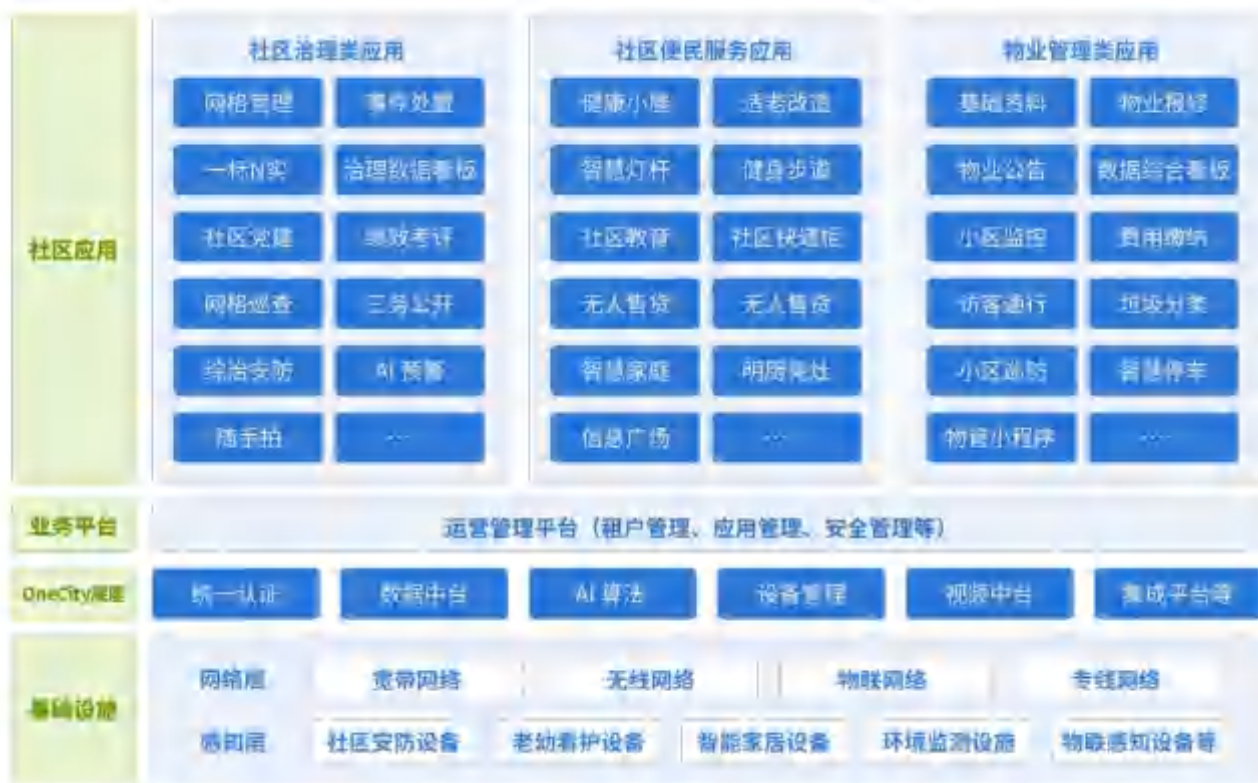 社区应用
社区治理类应用
网格管理 事件处置
一标N实 治理数据看板
社区党建 绩效考评
网格巡查 三务公开
综治安防 AI 预警
随手拍 ...
社区便民服务应用
健康小屋 适老改造
智慧灯杆 健身步道
社区教育 社区快递柜
无人售货 无人售货
智慧家庭 明厨亮灶
信息广场 ...
物业管理类应用
基础资料 物业报修
物业公告 数据综合看板
小区监控 费用缴纳
访客通行 垃圾分类
小区巡防 智慧停车
物管小程序 ....
业务平台
运营管理平台（租户管理、应用管理、安全管理等）
OneCity
统一认证 数据中台 AI 算法 设备管理 视频中台 集成平台等
基础设施
网络层 宽带网络 无线网络 物联网络 专线网络
感知层 社区安防设备 老幼看护设备 智能家居设备 环境监测设施 物联感知设备等